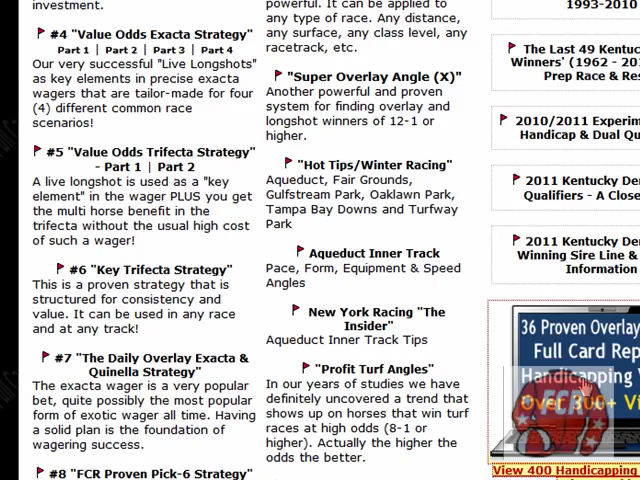 investment.
#4 "Value Odds Exacta Strategy"
Part 1 | Part 2 | Part 3 | Part 4
Our very successful "Live Longshots"
as key elements in precise exacta
wagers that are tailor-made for four
(4) different common race
scenarios!
#5 "Value Odds Trifecta Strategy"
- Part 1 | Part 2
A live longshot is used as a "key
element" in the wager PLUS you get
the multi horse benefit in the
trifecta without the usual high cost
of such a wager!
#6 "Key Trifecta Strategy"
This is a proven strategy that is
structured for consistency and
value. It can be used in any race
and at any track!
#7 "The Daily Overlay Exacta &
Quinella Strategy"
The exacta wager is a very popular
bet, quite possibly the most popular
form of exotic wager all time. Having
a solid plan is the foundation of
wagering success.
#8 "FCR Proven Pick-6 Strategy"
powerful. It can be applied to
any type of race. Any distance,
any surface, any class level, any
racetrack, etc.
"Super Overlay Angle (X)"
Another powerful and proven
system for finding overlay and
longshot winners of 12-1 or
higher.
"Hot Tips/Winter Racing"
Aqueduct, Fair Grounds,
Gulfstream Park, Oaklawn Park,
Tampa Bay Downs and Turfway
Park
Aqueduct Inner Track
Pace, Form, Equipment & Speed
Angles
New York Racing "The
Insider"
Aqueduct Inner Track Tips
"Profit Turf Angles"
In our years of studies we have
definitely uncovered a trend that
shows up on horses that win turf
races at high odds (8-1 or
higher). Actually the higher the
odds the better.
1993-2010
The Last 49 Kentuc
Winners' (1962 - 201
Prep Race & Res
2010/2011 Experim
Handicap & Dual Qu
2011 Kentucky De
Qualifiers - A Close
2011 Kentucky De
Winning Sire Line &
Information
36 Proven Overlay
Full Card Rep
Handicapping
Over 300+ Vi
FCR
View 400 Handicapping